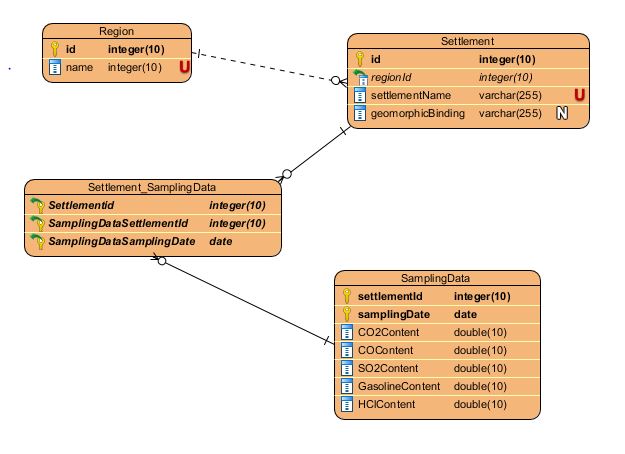 Region
id integer(10)
name integer(10) U
Settlement
id integer(10)
regionId integer(10)
settlementName varchar(255) U
geomorphicBinding varchar(255) N
Settlement_SamplingData
SettlementId integer(10)
SamplingDataSettlementId integer(10)
SamplingDataSamplingDate date
SamplingData
settlementId integer(10)
samplingDate date
CO2Content double(10)
COContent double(10)
SO2Content double(10)
GasolineContent double(10)
HClContent double(10)